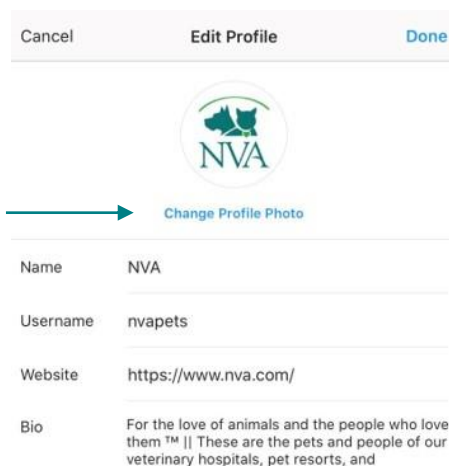 Cancel Edit Profile Done
NVA
Change Profile Photo
Name NVA
Username nvapets
Website https://www.nva.com/
Bio For the love of animals and the people who love
them ™ || These are the pets and people of our
veterinary hospitals, pet resorts, and